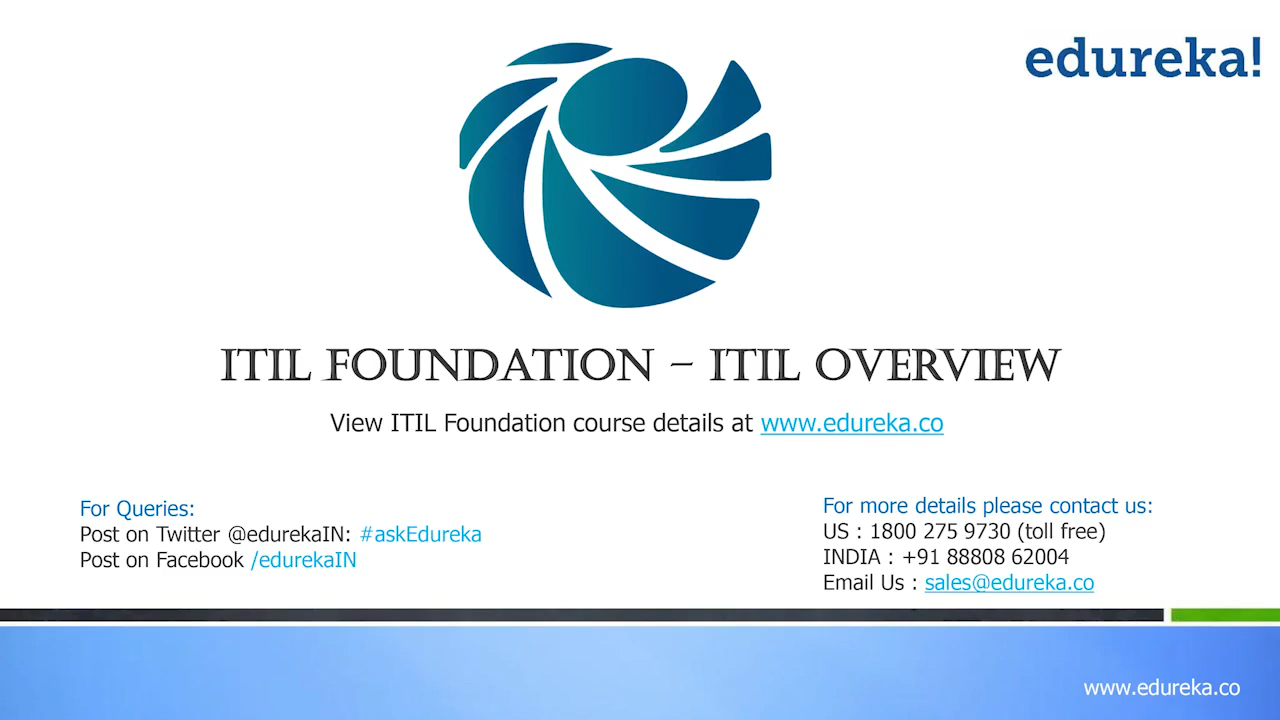 edureka!
ITIL FOUNDATION – ITIL OVERVIEW
View ITIL Foundation course details at www.edureka.co
For Queries:
Post on Twitter @edurekaIN: #askEdureka
Post on Facebook /edurekaIN
For more details please contact us:
US : 1800 275 9730 (toll free)
INDIA : +91 88808 62004
Email Us : sales@edureka.co
www.edureka.co